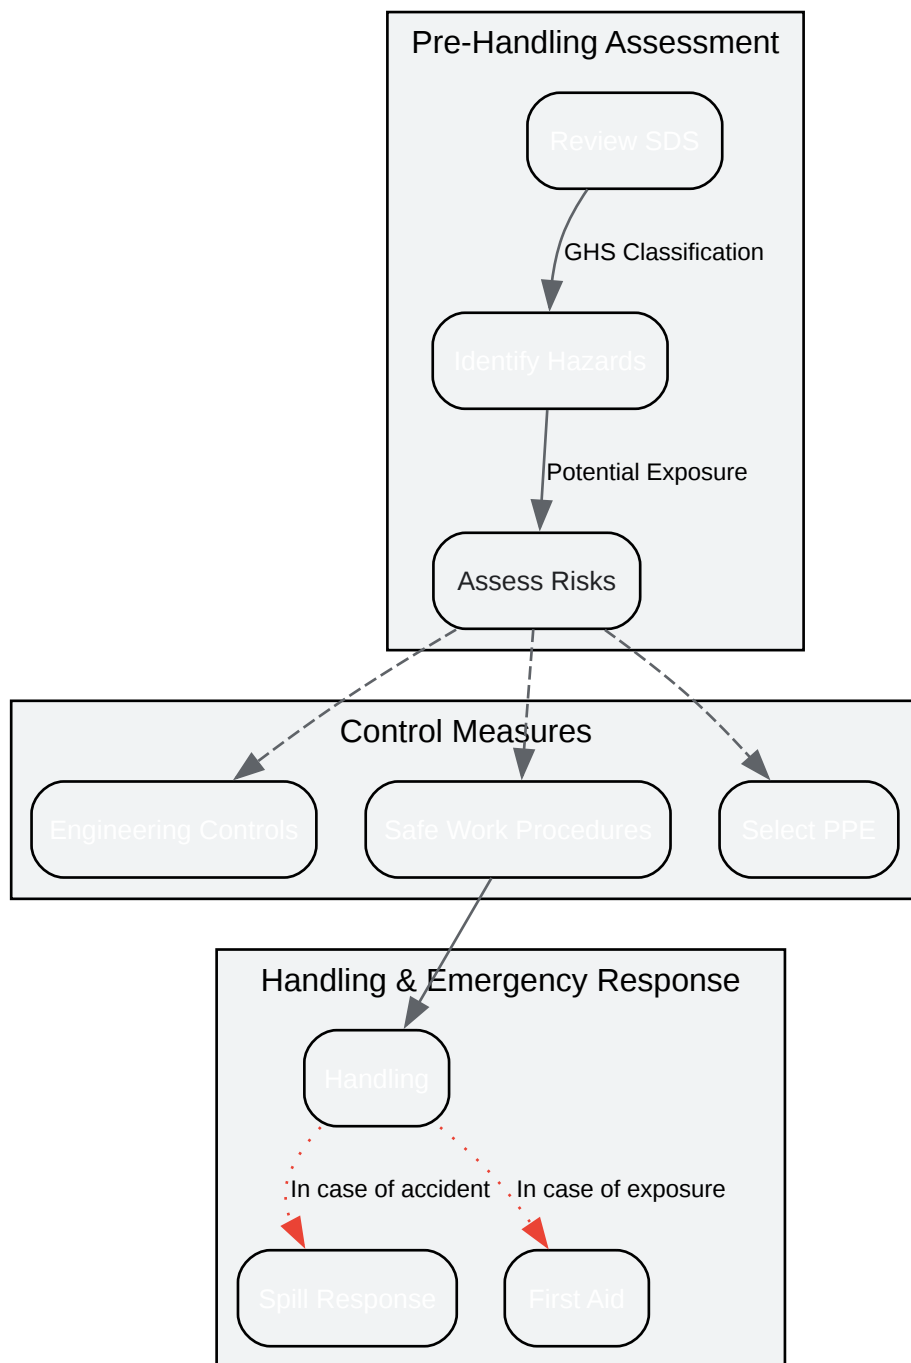 Pre-Handling Assessment
Review SDS
GHS Classification
Identify Hazards
Potential Exposure
Assess Risks
Control Measures
Engineering Controls
Safe Work Procedures
Select PPE
Handling & Emergency Response
Handling
In case of accident
In case of exposure
Spill Response
First Aid